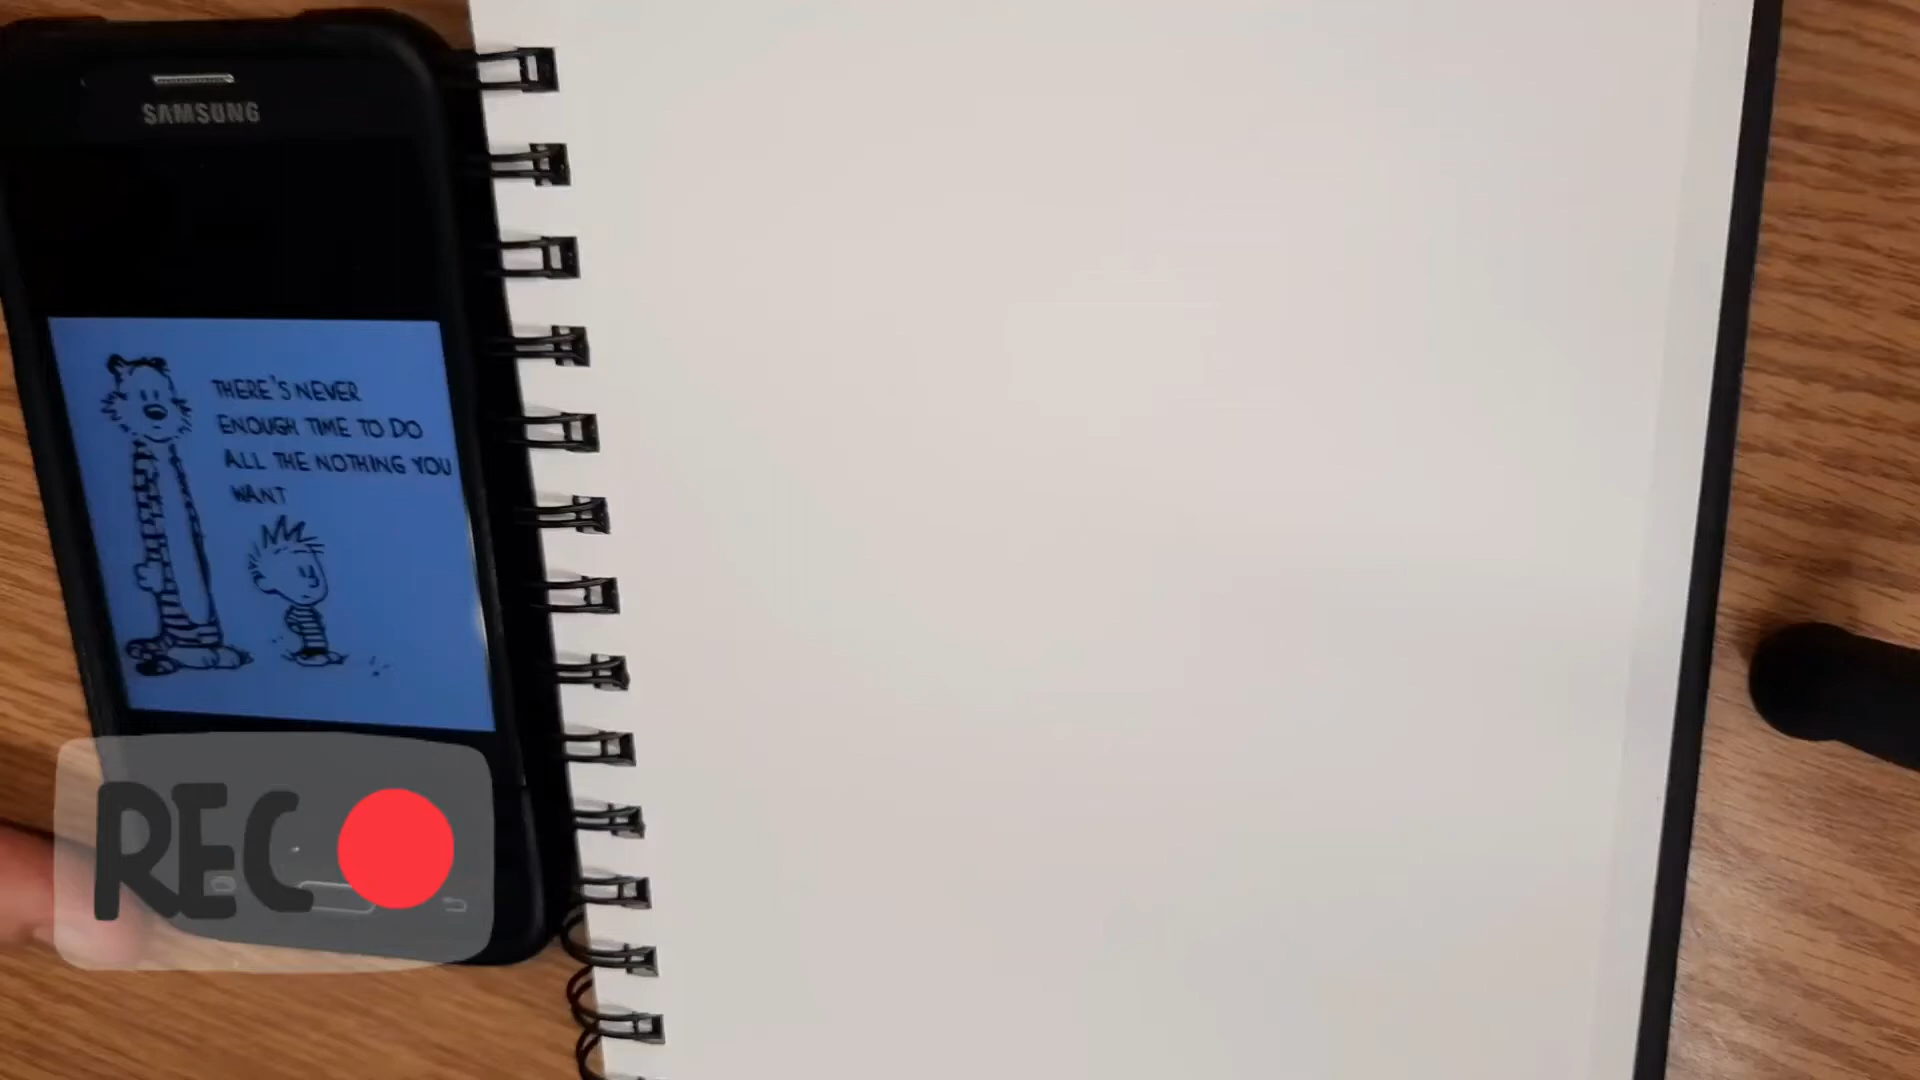 SAMSUNG
THERE'S NEVER
ENOUGH TIME TO DO
ALL THE NOTHING YOU
WANT
REC